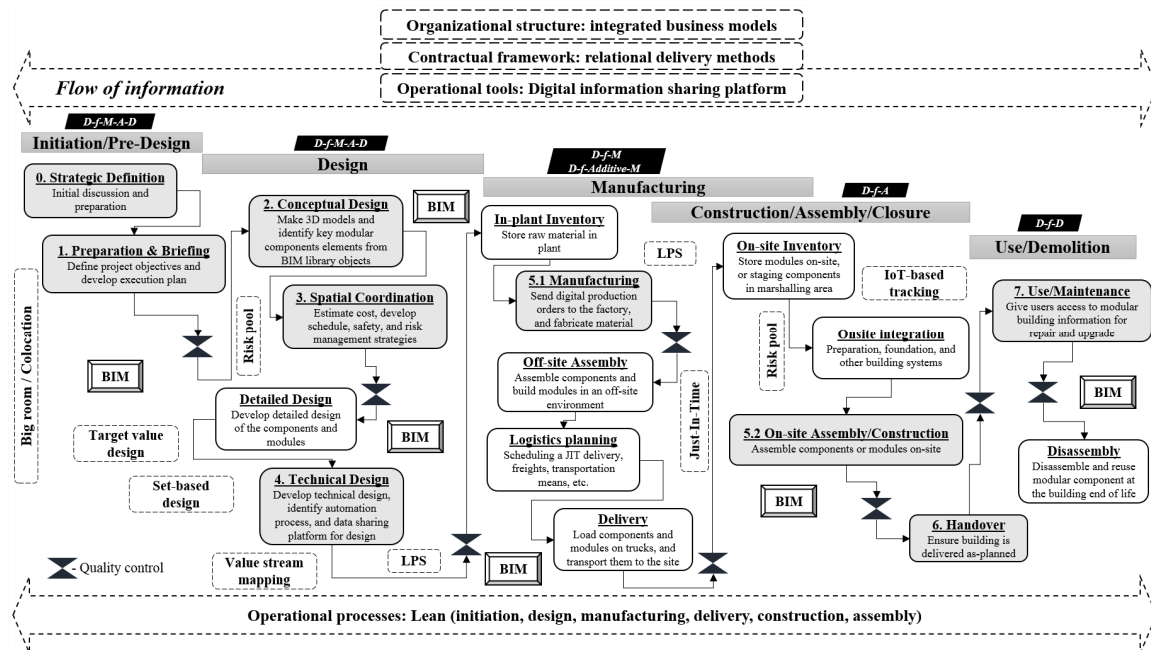 Organizational structure: integrated business models
Contractual framework: relational delivery methods
Flow of information
Operational tools: Digital information sharing platform
D-f-M-A-D
Initiation/Pre-Design
0. Strategic Definition
Initial discussion and
preparation
1. Preparation & Briefing
Define project objectives and
develop execution plan
Big room / Colocation
BIM
Risk pool
D-f-M-A-D
Design
2. Conceptual Design
Make 3D models and
identify key modular
components elements from
BIM library objects
BIM
3. Spatial Coordination
Estimate cost, develop
schedule, safety, and risk
management strategies
Detailed Design
Develop detailed design
of the components and
modules
BIM
Target value
design
Set-based
design
4. Technical Design
Develop technical design,
identify automation
process, and data sharing
platform for design
Value stream
mapping
LPS
BIM
D-f-M
D-f-Additive-M
Manufacturing
In-plant Inventory
Store raw material in
plant
LPS
5.1 Manufacturing
Send digital production
orders to the factory,
and fabricate material
Off-site Assembly
Assemble components and
build modules in an off-site
environment
Just-In-Time
Logistics planning
Scheduling a JIT delivery,
freights, transportation
means, etc.
Delivery
Load components and
modules on trucks, and
transport them to the site
D-f-A
Construction/Assembly/Closure
On-site Inventory
Store modules on-site,
or staging components
in marshalling area
IoT-based
tracking
Risk pool
Onsite integration
Preparation, foundation, and
other building systems
5.2 On-site Assembly/Construction
Assemble components or modules on-site
BIM
6. Handover
Ensure building is
delivered as-planned
D-f-D
Use/Demolition
7. Use/Maintenance
Give users access to modular
building information for
repair and upgrade
BIM
Disassembly
Disassemble and reuse
modular component at
the building end of life
- Quality control
Operational processes: Lean (initiation, design, manufacturing, delivery, construction, assembly)